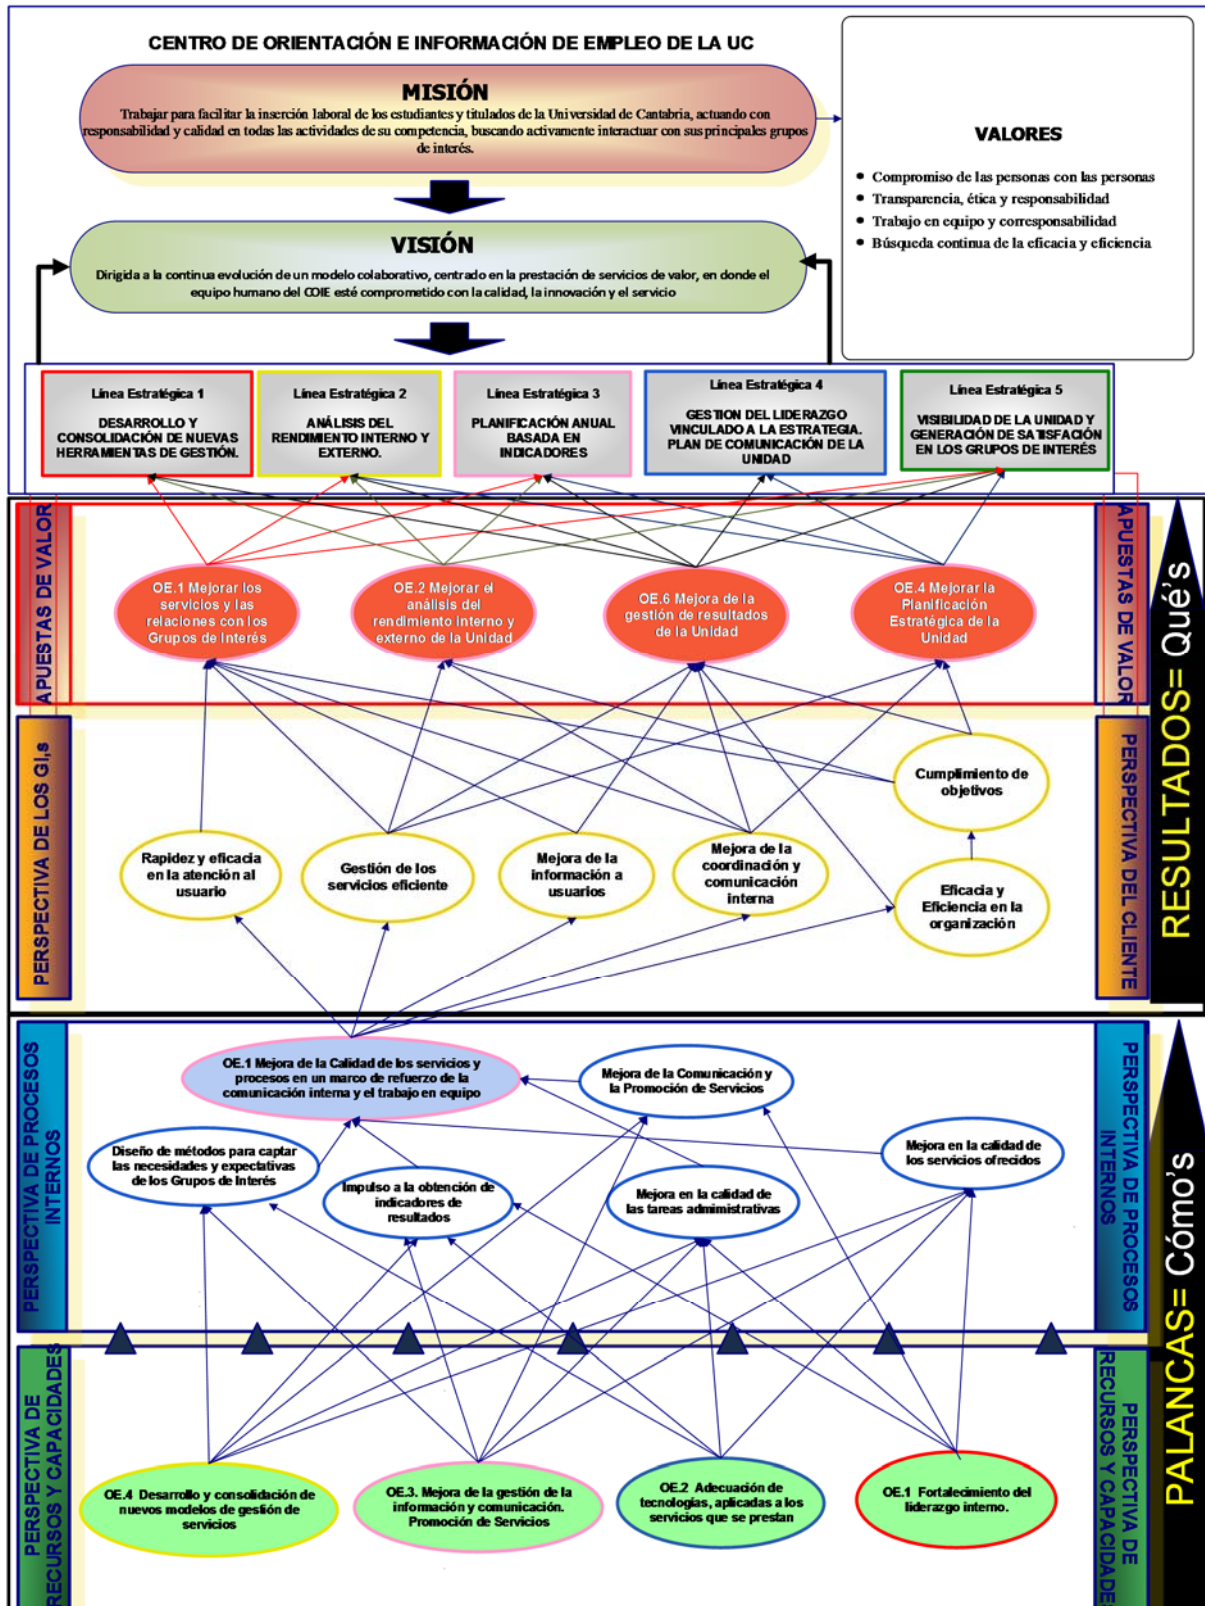 CENTRO DE ORIENTACIÓN E INFORMACIÓN DE EMPLEO DE LA UC
MISIÓN
Trabajar para facilitar la inserción laboral de los estudiantes y titulados de la Universidad de Cantabria, actuando con
responsabilidad y calidad en todas las actividades de su competencia, buscando activamente interactuar con sus principales grupos
de interés.
VALORES
• Compromiso de las personas con las personas
• Transparencia, ética y responsabilidad
• Trabajo en equipo y corresponsabilidad
• Búsqueda continua de la eficacia y eficiencia
VISIÓN
Dirigida a la continua evolución de un modelo colaborativo, centrado en la prestación de servicios de valor, en donde el
equipo humano del COIE esté comprometido con la calidad, la innovación y el servicio
Línea Estratégica 1
DESARROLLO Y
CONSOLIDACIÓN DE NUEVAS
HERRAMIENTAS DE GESTIÓN.
Línea Estratégica 2
ANÁLISIS DEL
RENDIMIENTO INTERNO Y
EXTERNO.
Línea Estratégica 3
PLANIFICACIÓN ANUAL
BASADA EN
INDICADORES
Línea Estratégica 4
GESTION DEL LIDERAZGO
VINCULADO A LA ESTRATEGIA.
PLAN DE COMUNICACIÓN DE LA
UNIDAD
Línea Estratégica 5
VISIBILIDAD DE LA UNIDAD Y
GENERACIÓN DE SATISFACIÓN
EN LOS GRUPOS DE INTERÉS
APUESTAS DE VALOR
OE.1 Mejorar los
servicios y las
relaciones con los
Grupos de Interés
OE.2 Mejorar el
análisis del
rendimiento interno y
externo de la Unidad
OE.6 Mejora de la
gestión de resultados
de la Unidad
OE.4 Mejorar la
Planificación
Estratégica de la
Unidad
APUESTAS DE VALOR
RESULTADOS= Qué's
PERSPECTIVA DE LOS GI,s
Cumplimiento de
objetivos
Rapidez y eficacia
en la atención al
usuario
Gestión de los
servicios eficiente
Mejora de la
información a
usuarios
Mejora de la
coordinación y
comunicación
interna
Eficacia y
Eficiencia en la
organización
PERSPECTIVA DEL CLIENTE
PERSPECTIVA DE PROCESOS
INTERNOS
OE.1 Mejora de la Calidad de los servicios y
procesos en un marco de refuerzo de la
comunicación interna y el trabajo en equipo
Mejora de la Comunicación y
la Promoción de Servicios
Diseño de métodos para captar
las necesidades y expectativas
de los Grupos de Interés
Impulso a la obtención de
indicadores de
resultados
Mejora en la calidad de
las tareas administrativas
Mejora en la calidad de
los servicios ofrecidos
PERSPECTIVA DE PROCESOS
INTERNOS
PALANCAS= Cómo's
PERSPECTIVA DE
RECURSOS Y CAPACIDADES
OE.4 Desarrollo y consolidación de
nuevos modelos de gestión de
servicios
OE.3. Mejora de la gestión de la
información y comunicación.
Promoción de Servicios
OE.2 Adecuación de
tecnologías, aplicadas a los
servicios que se prestan
OE.1 Fortalecimiento del
liderazgo interno.
PERSPECTIVA DE
RECURSOS Y CAPACIDADES